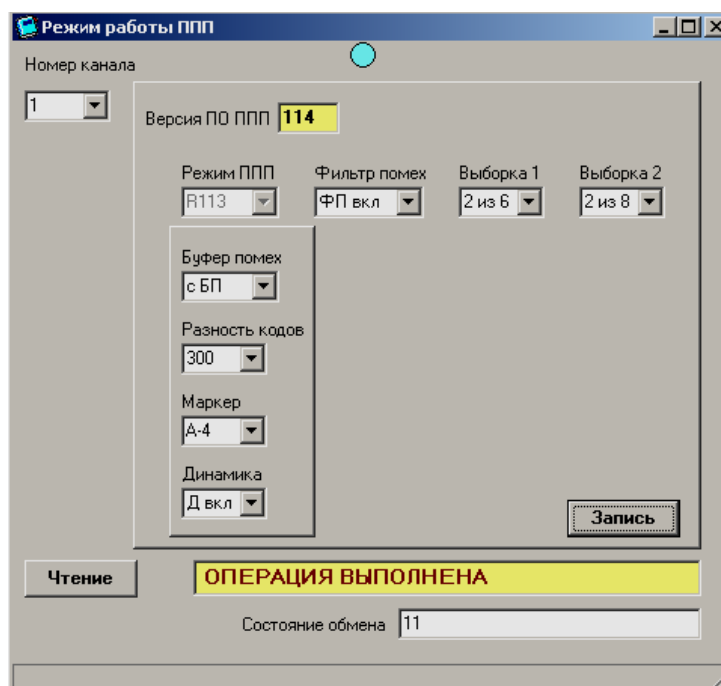 Режим работы ППП
Номер канала
1
Версия ПО ППП 114
Режим ППП Фильтр помех Выборка 1 Выборка 2
R113 ФП вкл 2 из 6 2 из 8
Буфер помех
с БП
Разность кодов
300
Маркер
А-4
Динамика
Д вкл
Запись
Чтение ОПЕРАЦИЯ ВЫПОЛНЕНА
Состояние обмена 11